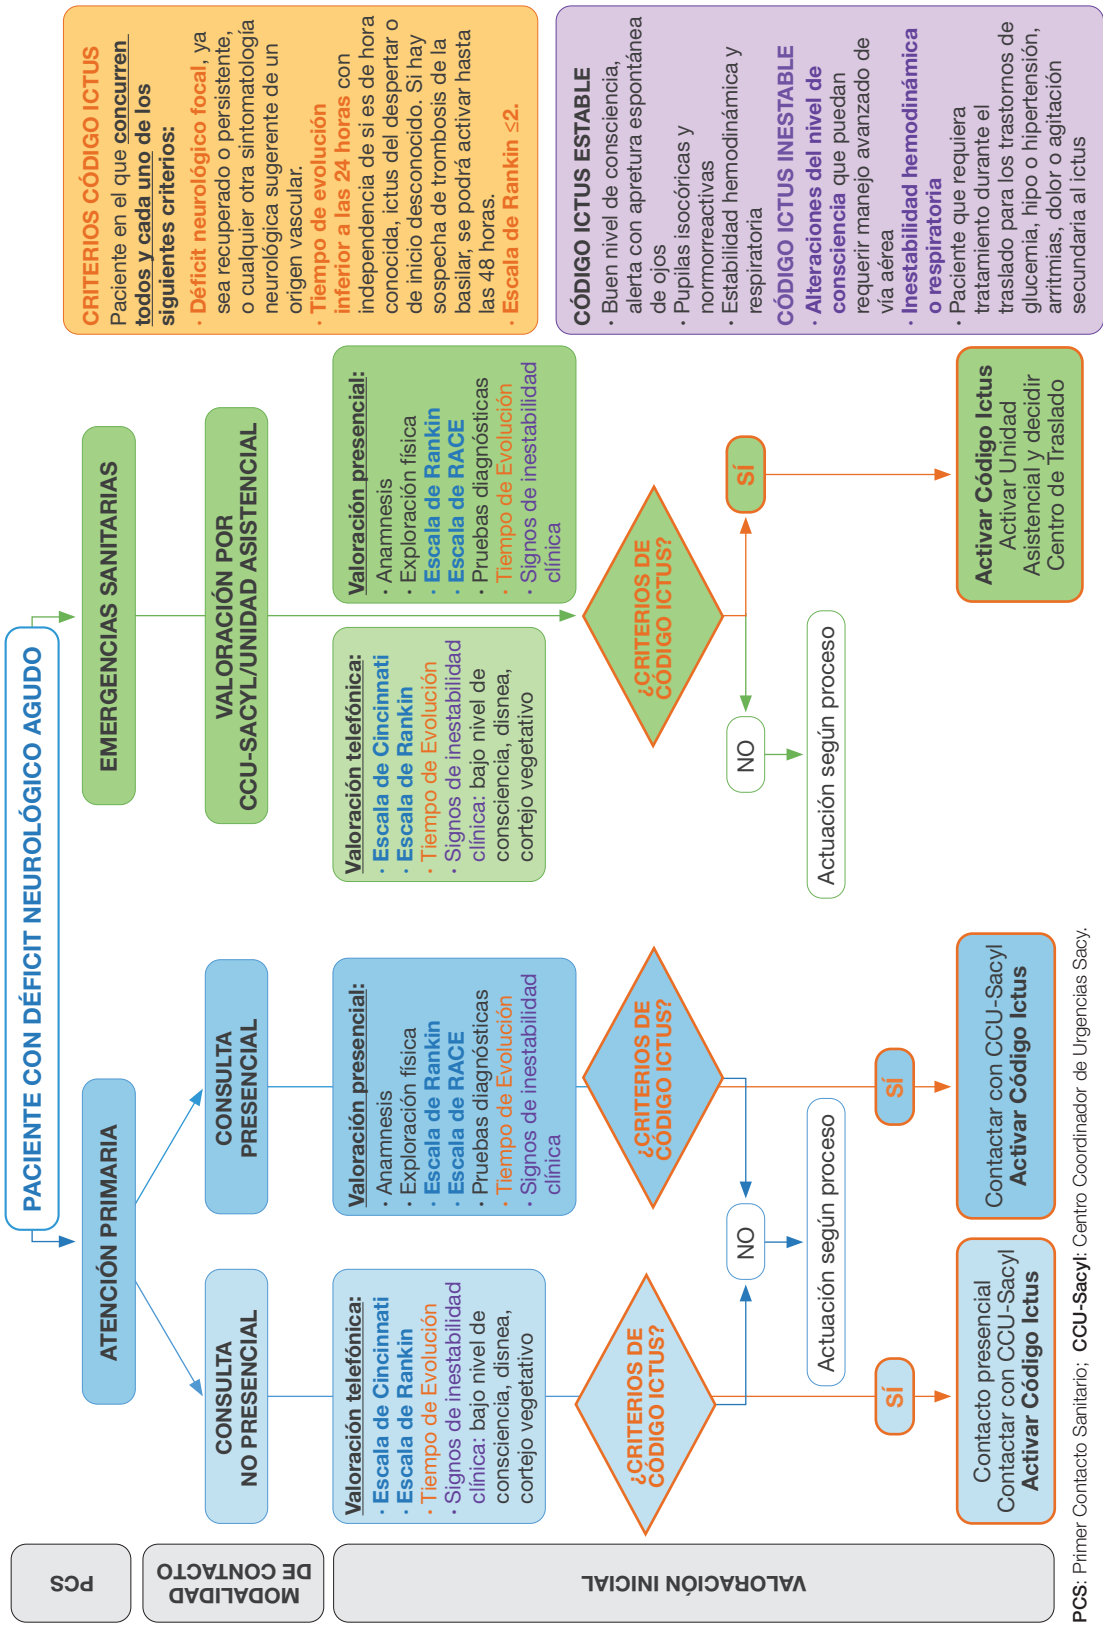 PACIENTE CON DÉFICIT NEUROLÓGICO AGUDO
PCS
ATENCIÓN PRIMARIA
EMERGENCIAS SANITARIAS
MODALIDAD
DE CONTACTO
CONSULTA
NO PRESENCIAL
CONSULTA
PRESENCIAL
VALORACIÓN POR
CCU-SACYL/UNIDAD ASISTENCIAL
VALORACIÓN INICIAL
Valoración telefónica:
· Escala de Cincinnati
· Escala de Rankin
· Tiempo de Evolución
· Signos de inestabilidad
clínica: bajo nivel de
consciencia, disnea,
cortejo vegetativo
Valoración presencial:
· Anamnesis
· Exploración física
· Escala de Rankin
· Escala de RACE
· Pruebas diagnósticas
· Tiempo de Evolución
· Signos de inestabilidad
clínica
Valoración telefónica:
· Escala de Cincinnati
· Escala de Rankin
· Tiempo de Evolución
· Signos de inestabilidad
clínica: bajo nivel de
consciencia, disnea,
cortejo vegetativo
Valoración presencial:
· Anamnesis
· Exploración física
· Escala de Rankin
· Escala de RACE
· Pruebas diagnósticas
· Tiempo de Evolución
· Signos de inestabilidad
clínica
¿CRITERIOS DE
CÓDIGO ICTUS?
¿CRITERIOS DE
CÓDIGO ICTUS?
¿CRITERIOS DE
CÓDIGO ICTUS?
NO
NO
SÍ
Actuación según proceso
Actuación según proceso
SÍ
SÍ
Contacto presencial
Contactar con CCU-Sacyl
Activar Código Ictus
Contactar con CCU-Sacyl
Activar Código Ictus
Activar Código Ictus
Activar Unidad
Asistencial y decidir
Centro de Traslado
CRITERIOS CÓDIGO ICTUS
Paciente en el que concurren
todos y cada uno de los
siguientes criterios:
· Déficit neurológico focal, ya
sea recuperado o persistente,
o cualquier otra sintomatología
neurológica sugerente de un
origen vascular.
· Tiempo de evolución
inferior a las 24 horas con
independencia de si es de hora
conocida, ictus del despertar o
de inicio desconocido. Si hay
sospecha de trombosis de la
basilar, se podrá activar hasta
las 48 horas.
· Escala de Rankin ≤2.
CÓDIGO ICTUS ESTABLE
· Buen nivel de consciencia,
alerta con apretura espontánea
de ojos
· Pupilas isocóricas y
normorreactivas
· Estabilidad hemodinámica y
respiratoria
CÓDIGO ICTUS INESTABLE
· Alteraciones del nivel de
consciencia que puedan
requerir manejo avanzado de
vía aérea
· Inestabilidad hemodinámica
o respiratoria
· Paciente que requiera
tratamiento durante el
traslado para los trastornos de
glucemia, hipo o hipertensión,
arritmias, dolor o agitación
secundaria al ictus
PCS: Primer Contacto Sanitario; CCU-Sacyl: Centro Coordinador de Urgencias Sacy.